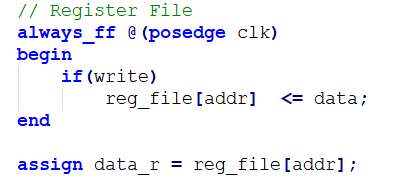 // Register File
always_ff @(posedge clk)
begin
    if(write)
        reg_file[addr]  <= data;
end

assign data_r = reg_file[addr];